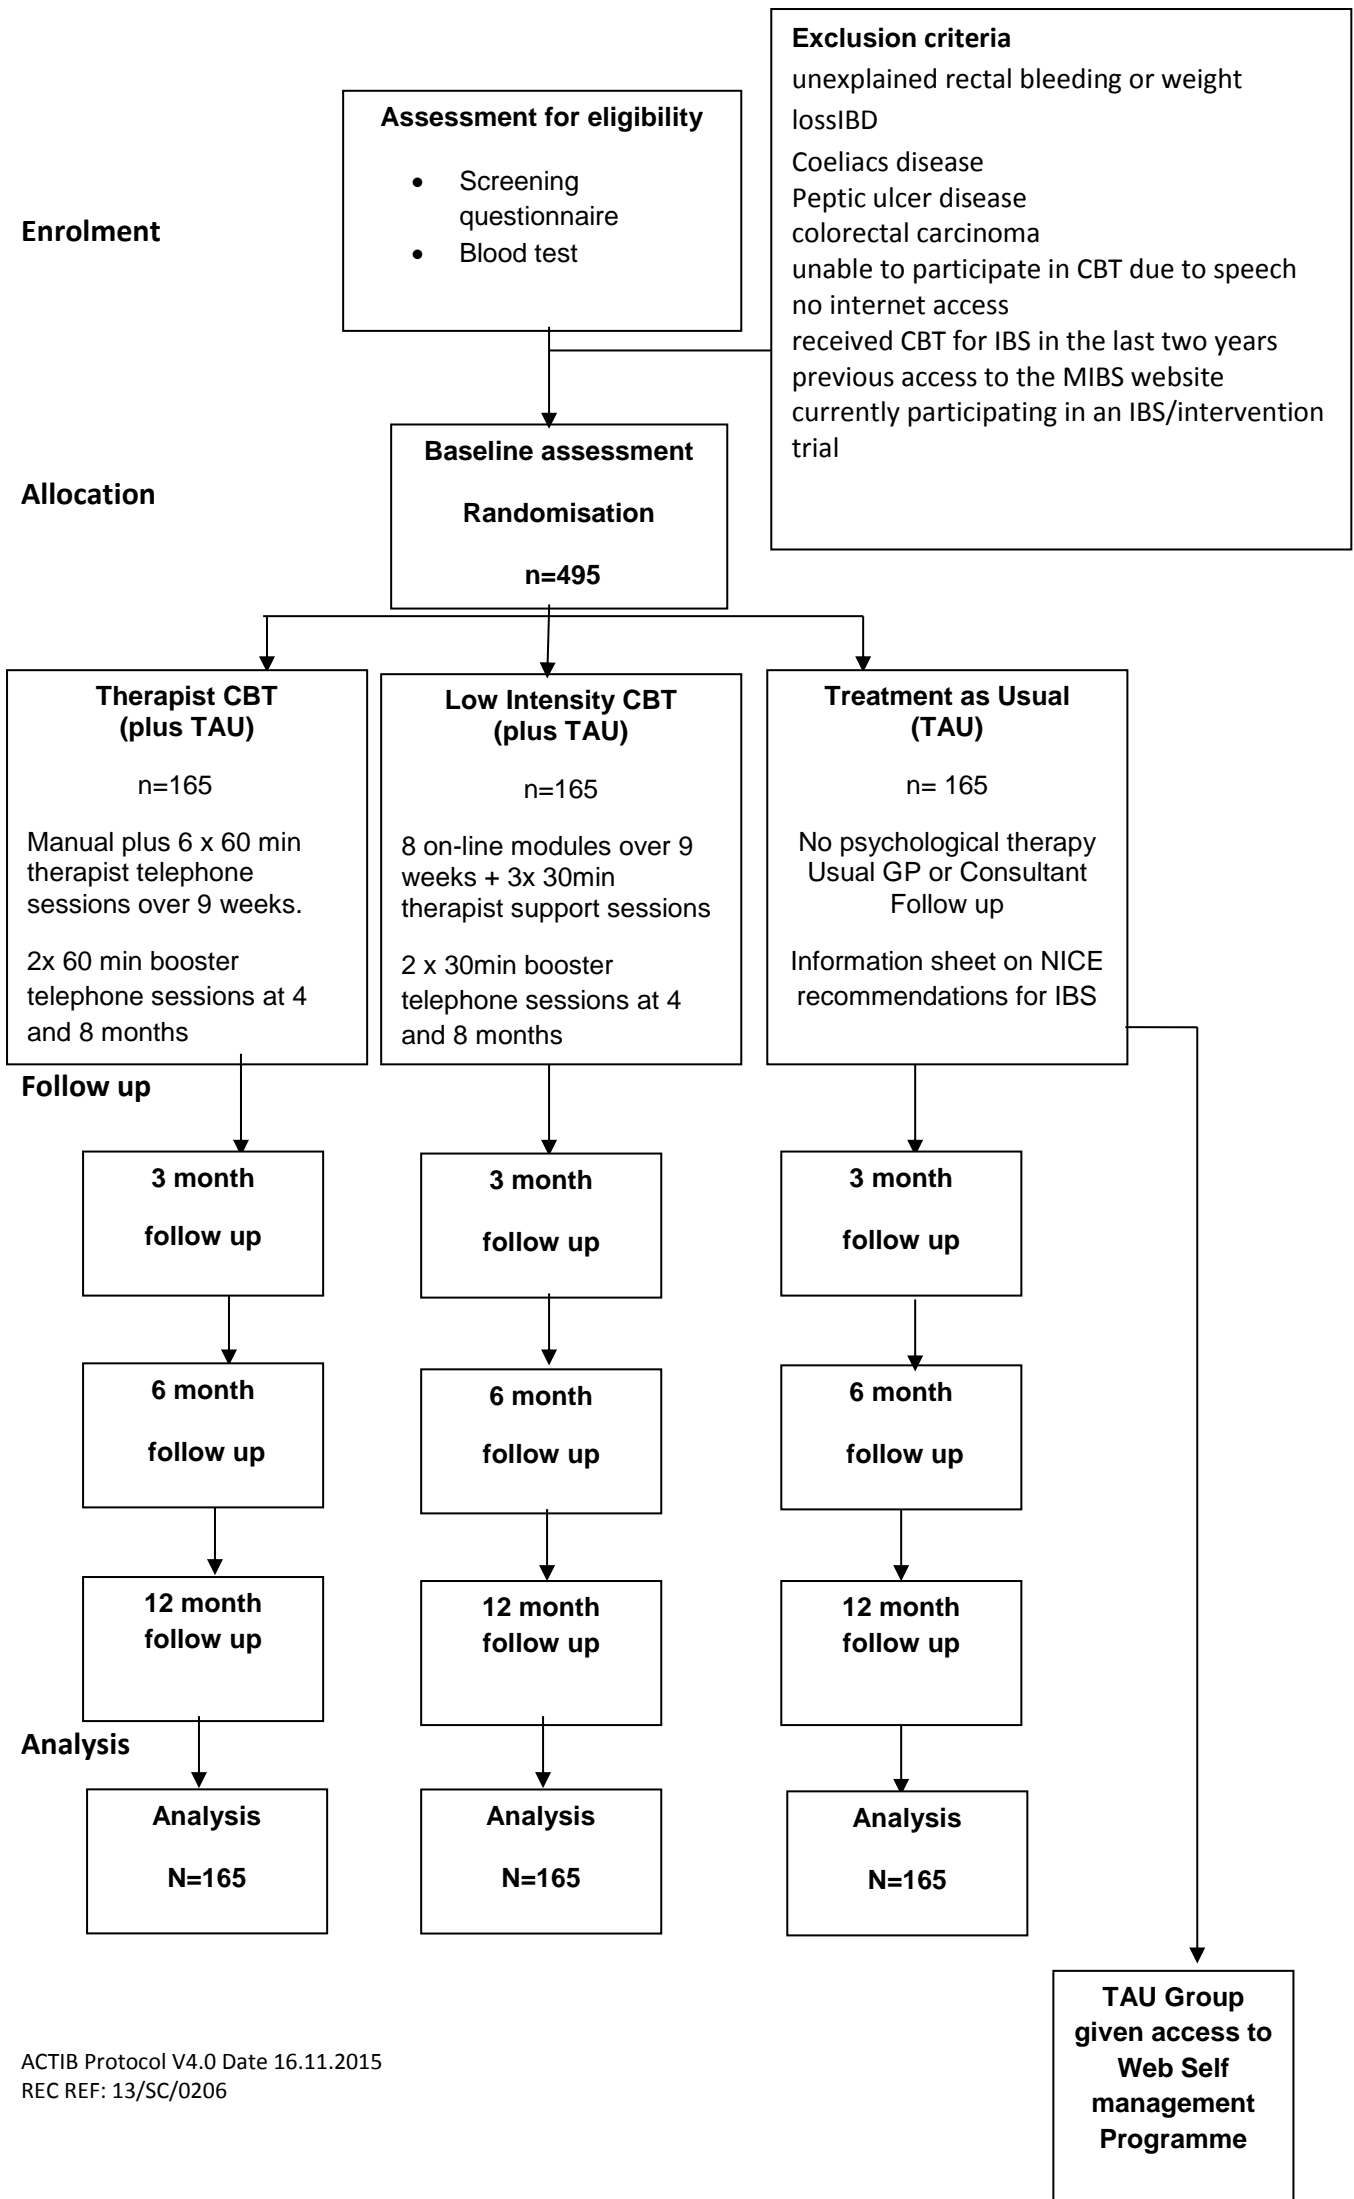 Exclusion criteria
unexplained rectal bleeding or weight
lossIBD
Coeliacs disease
Peptic ulcer disease
colorectal carcinoma
unable to participate in CBT due to speech
no internet access
received CBT for IBS in the last two years
previous access to the MIBS website
currently participating in an IBS/intervention
trial
Assessment for eligibility
• Screening
questionnaire
• Blood test
Enrolment
Allocation
Baseline assessment
Randomisation
n=495
Therapist CBT
(plus TAU)
n=165
Manual plus 6 x 60 min
therapist telephone
sessions over 9 weeks.
2x 60 min booster
telephone sessions at 4
and 8 months
Low Intensity CBT
(plus TAU)
n=165
8 on-line modules over 9
weeks + 3x 30min
therapist support sessions
2 x 30min booster
telephone sessions at 4
and 8 months
Treatment as Usual
(TAU)
n= 165
No psychological therapy
Usual GP or Consultant
Follow up
Information sheet on NICE
recommendations for IBS
Follow up
3 month
follow up
3 month
follow up
3 month
follow up
6 month
follow up
6 month
follow up
6 month
follow up
12 month
follow up
12 month
follow up
12 month
follow up
Analysis
Analysis
N=165
Analysis
N=165
Analysis
N=165
TAU Group
given access to
Web Self
management
Programme
ACTIB Protocol V4.0 Date 16.11.2015
REC REF: 13/SC/0206